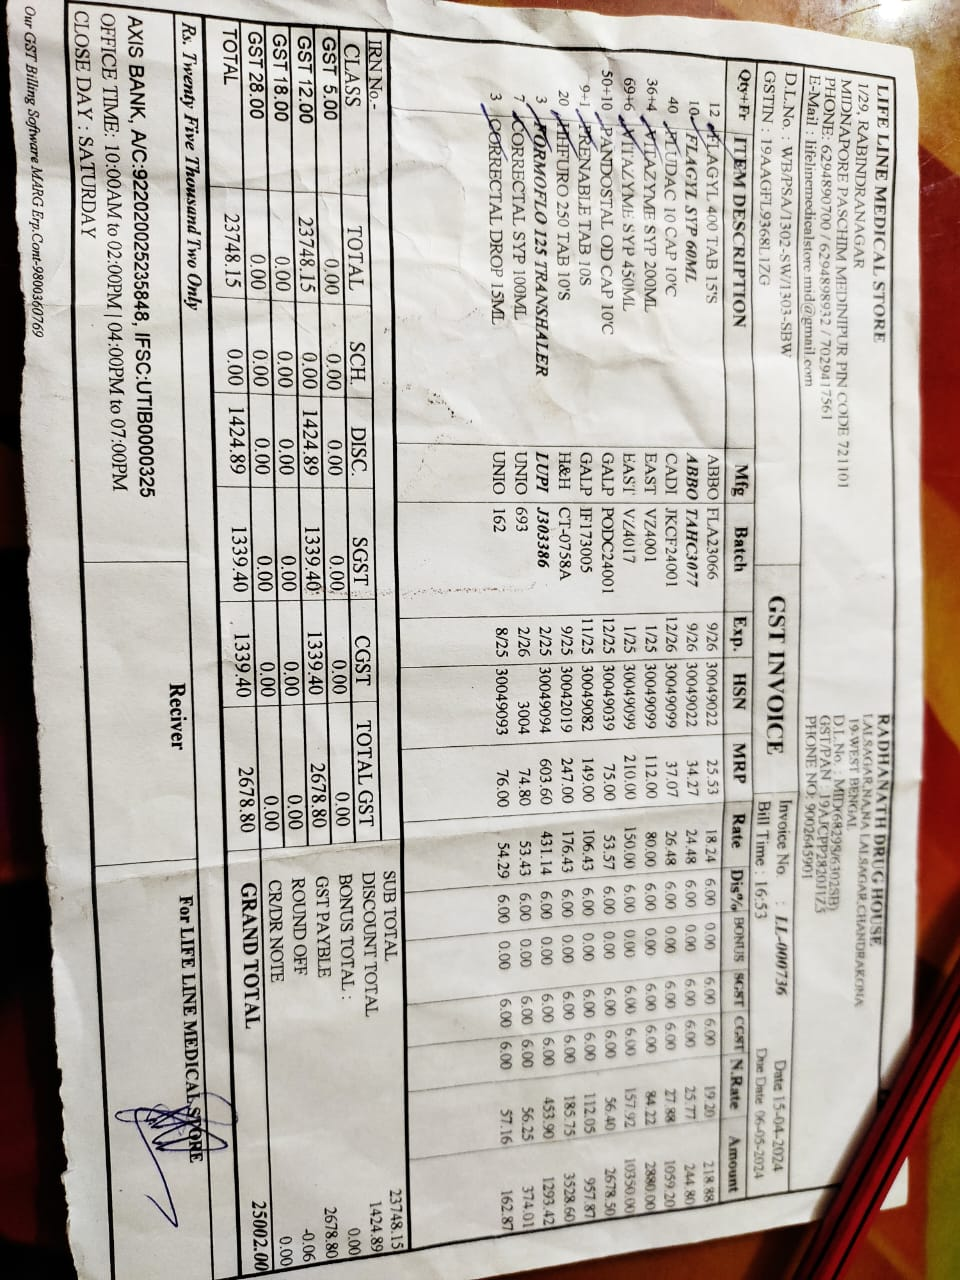 LIFE LINE MEDICAL STORE
1/29, RABINDRANAGAR
MIDNAPORE PASCHIM MEDINIPUR PIN CODE 721101
PHONE: 6294890700 / 6294898932 / 7029417561
E-Mail : lifelinemedicalstore.mid@gmail.com
D.L.No. : WB/PSA/1302-SW/1303-SBW
GSTIN : 19AAGFL9368L1ZG
GST INVOICE
RADHANATH DRUG HOUSE
LALSAGAR,NANA LALSAGAR,CHANDRAKONA
19-WEST BENGAL
D.L.No. : MID(6829S/6302SB)
GST/PAN : 19AJCPP2820J1Z5
PHONE NO: 9002645901
Invoice No. : LL-000736 Date 15-04-2024
Bill Time : 16:53 Due Date 06-05-2024
Qty+Fr ITEM DESCRIPTION Mfg Batch Exp. HSN MRP Rate Dis% BONUS SGST CGST N.Rate Amount
12 FLAGYL 400 TAB 15'S ABBO FLA23066 9/26 30049022 25.53 18.24 6.00 0.00 6.00 6.00 19.20 218.88
10 FLAGYL SYP 60ML ABBO TAHC3077 9/26 30049022 34.27 24.48 6.00 0.00 6.00 6.00 25.77 244.80
40 FLUDAC 10 CAP 10'C CADI JKCF24001 12/26 30049099 37.07 26.48 6.00 0.00 6.00 6.00 27.88 1059.20
36+4 VITAZYME SYP 200ML EAST VZ4001 1/25 30049099 112.00 80.00 6.00 0.00 6.00 6.00 84.22 2880.00
69+6 VITAZYME SYP 450ML EAST VZ4017 1/25 30049099 210.00 150.00 6.00 0.00 6.00 6.00 157.92 10350.00
50+10 PANDOSTAL OD CAP 10'C GALP PODC24001 12/25 30049039 75.00 53.57 6.00 0.00 6.00 6.00 56.40 2678.50
9+1 PRENABLE TAB 10S GALP IF173005 11/25 30049082 149.00 106.43 6.00 0.00 6.00 6.00 112.05 957.87
20 HHFURO 250 TAB 10'S H&H CT-0758A 9/25 30042019 247.00 176.43 6.00 0.00 6.00 6.00 185.75 3528.60
3 FORMOFLO 125 TRANSHALER LUPI J303386 2/25 30049094 603.60 431.14 6.00 0.00 6.00 6.00 453.90 1293.42
7 CORRECTAL SYP 100ML UNIO 693 2/26 3004 74.80 53.43 6.00 0.00 6.00 6.00 56.25 374.01
3 CORRECTAL DROP 15ML UNIO 162 8/25 30049093 76.00 54.29 6.00 0.00 6.00 6.00 57.16 162.87
IRN No.-
CLASS TOTAL SCH. DISC. SGST CGST TOTAL GST
GST 5.00 0.00 0.00 0.00 0.00 0.00 0.00
GST 12.00 23748.15 0.00 1424.89 1339.40 1339.40 2678.80
GST 18.00 0.00 0.00 0.00 0.00 0.00 0.00
GST 28.00 0.00 0.00 0.00 0.00 0.00 0.00
TOTAL 23748.15 0.00 1424.89 1339.40 1339.40 2678.80
SUB TOTAL 23748.15
DISCOUNT TOTAL 1424.89
BONUS TOTAL : 0.00
GST PAYBLE 2678.80
ROUND OFF -0.06
CR/DR NOTE 0.00
GRAND TOTAL 25002.00
Rs. Twenty Five Thousand Two Only
AXIS BANK, A/C:922020025235848, IFSC:UTIB0000325
OFFICE TIME: 10:00AM to 02:00PM | 04:00PM to 07:00PM
CLOSE DAY : SATURDAY
Reciver
For LIFE LINE MEDICAL STORE
Our GST Billing Software MARG Erp.Cont-9800360769